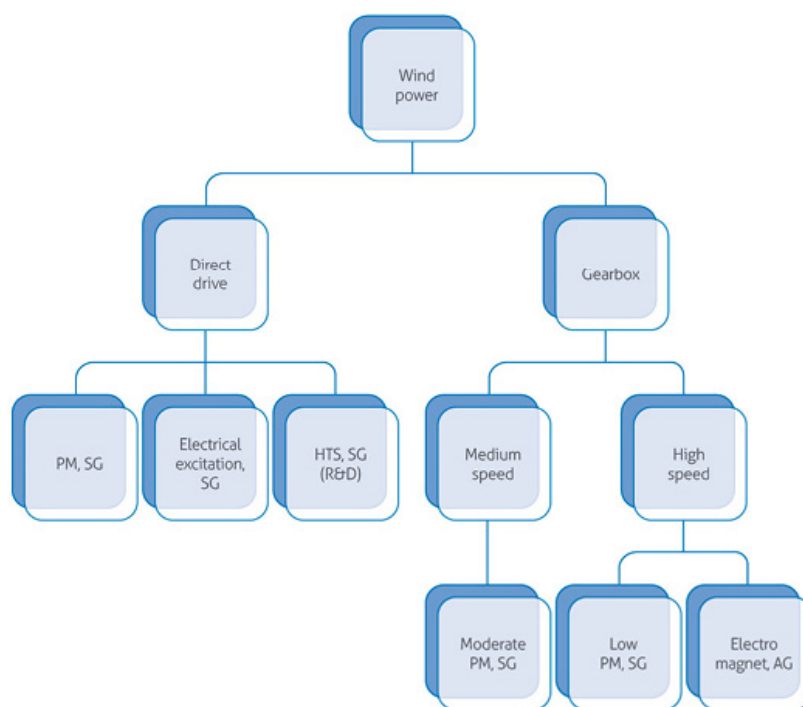 Wind
power
Direct
drive
Gearbox
PM, SG
Electrical
excitation,
SG
HTS, SG
(R&D)
Medium
speed
High
speed
Moderate
PM, SG
Low
PM, SG
Electro
magnet, AG